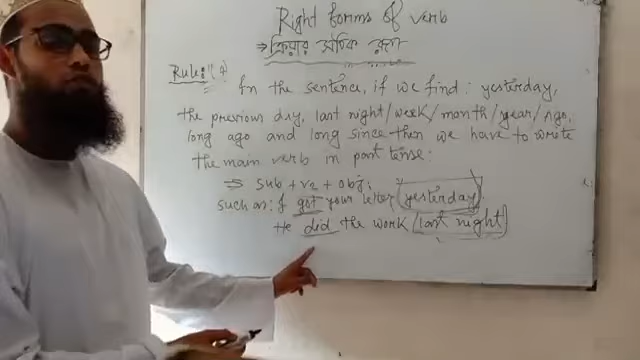 Right forms of verb
⇒ ক্রিয়ার সঠিক রূপ
Rule: In the sentence, if we find: yesterday,
the previous day, last night/week/month/year/Ago,
long ago and long since then we have to write
the main verb in past tense:
⇒ sub + v2 + obj;
such as: I got your letter yesterday
He did the work last night